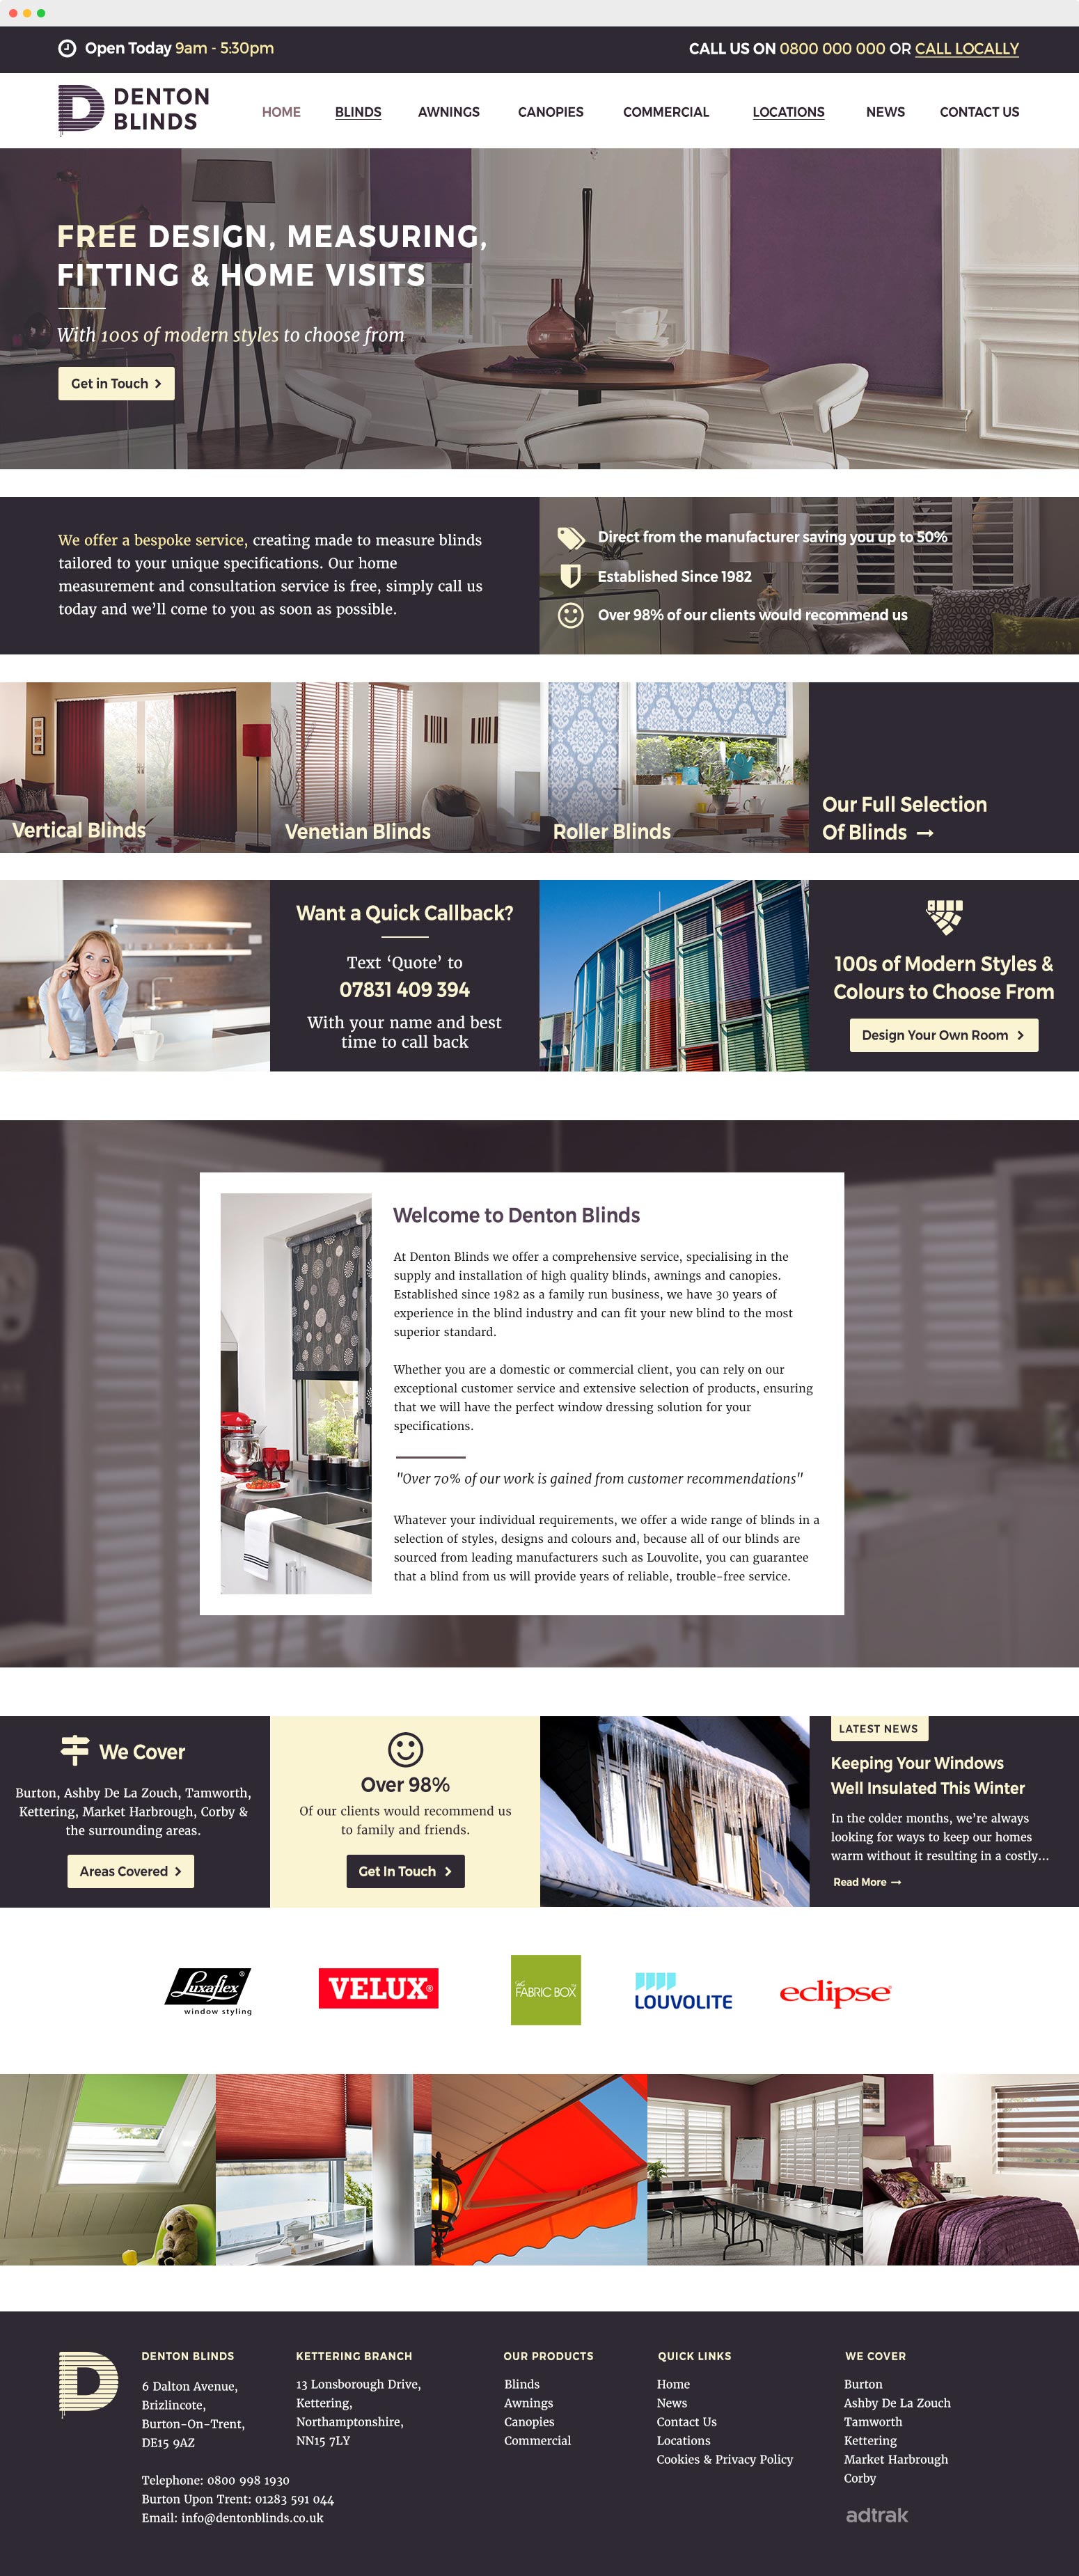 Open Today 9am - 5:30pm
CALL US ON 0800 000 000 OR CALL LOCALLY
DENTON
BLINDS
HOME BLINDS AWNINGS CANOPIES COMMERCIAL LOCATIONS NEWS CONTACT US
FREE DESIGN, MEASURING,
FITTING & HOME VISITS
With 100s of modern styles to choose from
Get in Touch
We offer a bespoke service, creating made to measure blinds
tailored to your unique specifications. Our home
measurement and consultation service is free, simply call us
today and we’ll come to you as soon as possible.
Direct from the manufacturer saving you up to 50%
Established Since 1982
Over 98% of our clients would recommend us
Vertical Blinds
Venetian Blinds
Roller Blinds
Our Full Selection
Of Blinds →
Want a Quick Callback?
Text ‘Quote’ to
07831 409 394
With your name and best
time to call back
100s of Modern Styles &
Colours to Choose From
Design Your Own Room
Welcome to Denton Blinds
At Denton Blinds we offer a comprehensive service, specialising in the
supply and installation of high quality blinds, awnings and canopies.
Established since 1982 as a family run business, we have 30 years of
experience in the blind industry and can fit your new blind to the most
superior standard.
Whether you are a domestic or commercial client, you can rely on our
exceptional customer service and extensive selection of products, ensuring
that we will have the perfect window dressing solution for your
specifications.
"Over 70% of our work is gained from customer recommendations"
Whatever your individual requirements, we offer a wide range of blinds in a
selection of styles, designs and colours and, because all of our blinds are
sourced from leading manufacturers such as Louvolite, you can guarantee
that a blind from us will provide years of reliable, trouble-free service.
We Cover
Burton, Ashby De La Zouch, Tamworth,
Kettering, Market Harbrough, Corby &
the surrounding areas.
Areas Covered
Over 98%
Of our clients would recommend us
to family and friends.
Get In Touch
LATEST NEWS
Keeping Your Windows
Well Insulated This Winter
In the colder months, we’re always
looking for ways to keep our homes
warm without it resulting in a costly...
Read More →
Luxaflex®
window styling
VELUX®
The
FABRIC BOX
LOUVOLITE
eclipse
DENTON BLINDS
6 Dalton Avenue,
Brizlincote,
Burton-On-Trent,
DE15 9AZ
Telephone: 0800 998 1930
Burton Upon Trent: 01283 591 044
Email: info@dentonblinds.co.uk
KETTERING BRANCH
13 Lonsborough Drive,
Kettering,
Northamptonshire,
NN15 7LY
OUR PRODUCTS
Blinds
Awnings
Canopies
Commercial
QUICK LINKS
Home
News
Contact Us
Locations
Cookies & Privacy Policy
WE COVER
Burton
Ashby De La Zouch
Tamworth
Kettering
Market Harbrough
Corby
adtrak